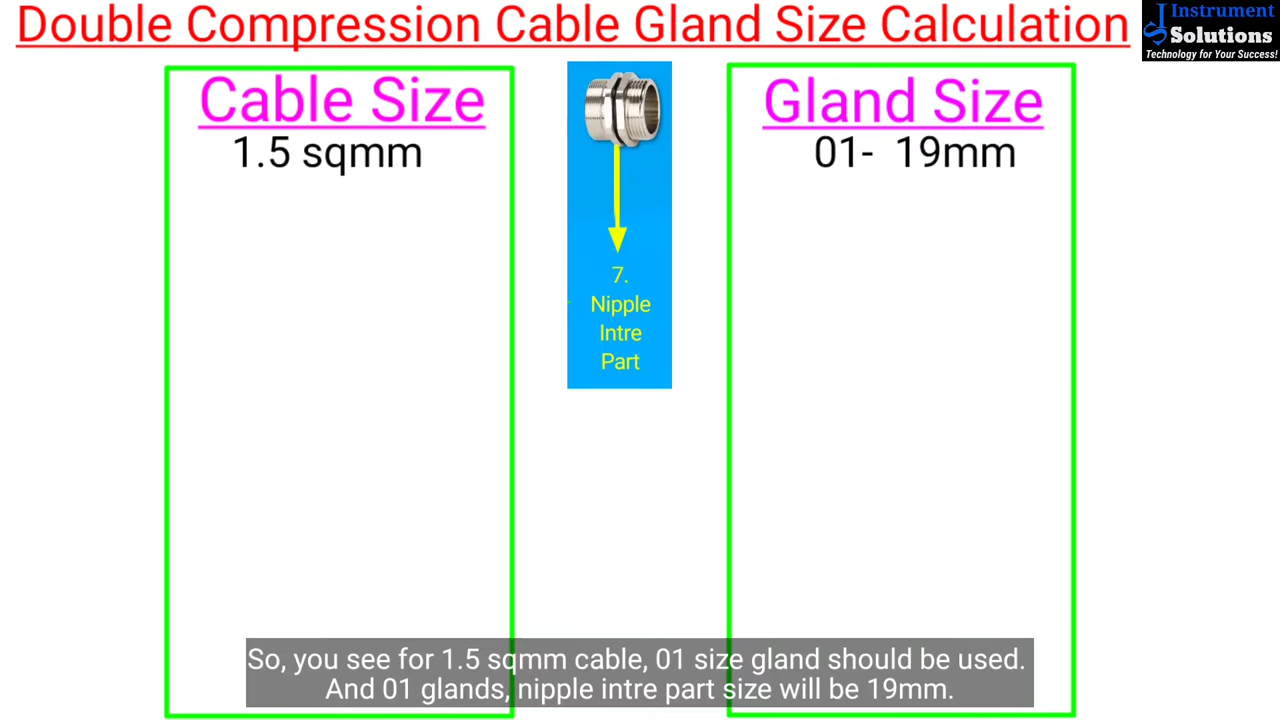 Double Compression Cable Gland Size Calculation
Instrument
Solutions
Technology for Your Success!
Cable Size
1.5 sqmm
7.
Nipple
Intre
Part
Gland Size
01- 19mm
So, you see for 1.5 sqmm cable, 01 size gland should be used.
And 01 glands, nipple intre part size will be 19mm.